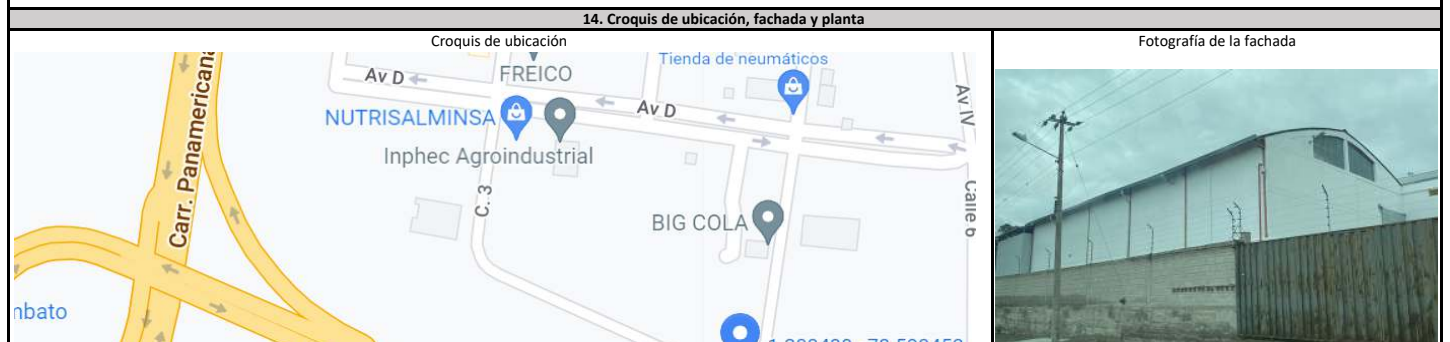 14. Croquis de ubicación, fachada y planta
Croquis de ubicación
Fotografía de la fachada
Carr. Panamericana
Av D
FREICO
Tienda de neumáticos
NUTRISALMINSA
Av D
Av IV
Inphec Agroindustrial
C. 3
BIG COLA
Calle 6
nbato